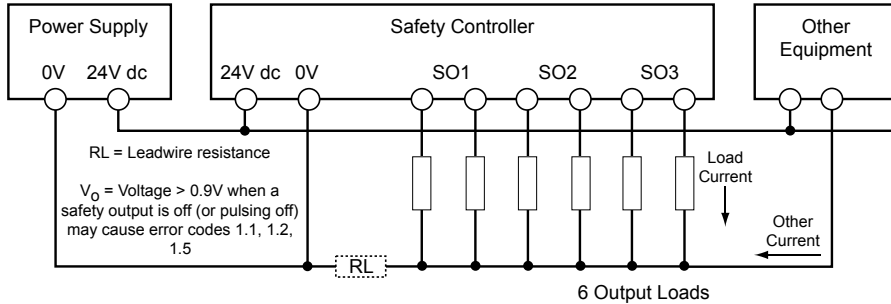 Power Supply
Safety Controller
Other
Equipment
0V 24V dc
24V dc 0V
SO1 SO2 SO3
RL = Leadwire resistance
Vo = Voltage > 0.9V when a
safety output is off (or pulsing off)
may cause error codes 1.1, 1.2,
1.5
Load
Current
Other
Current
RL
6 Output Loads